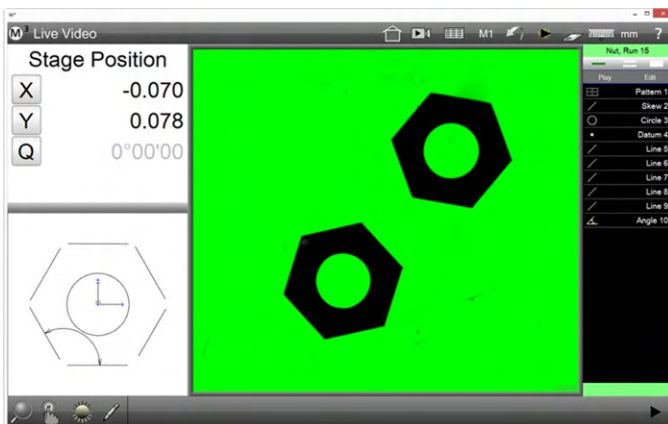 M³ Live Video
M1
mm
?
Stage Position
X
-0.070
Y
0.078
Q
0°00'00
Nut, Run 15
Play
Edit
Pattern 1
Skew 2
Circle 3
Datum 4
Line 5
Line 6
Line 7
Line 8
Line 9
Angle 10